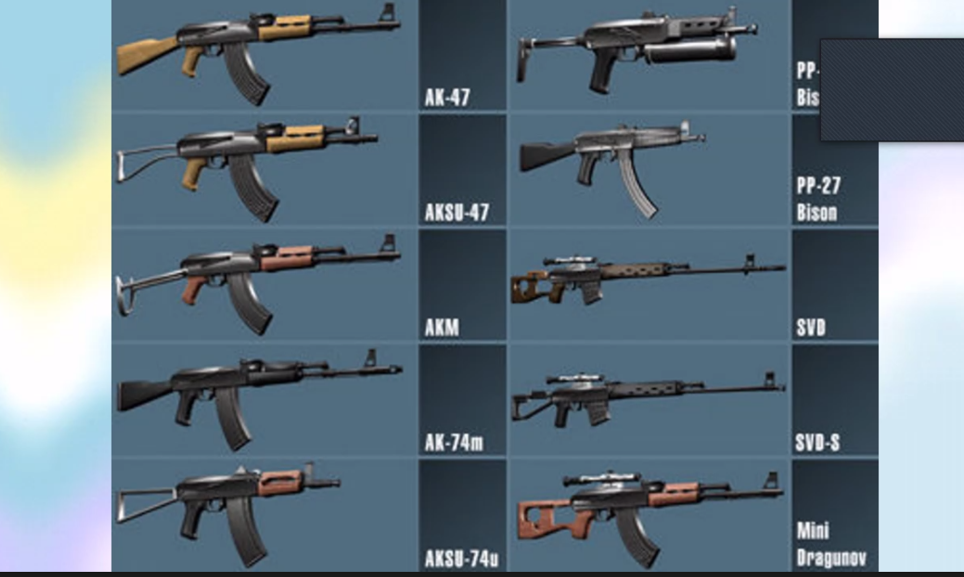 AK-47
PP-
Bis
AKSU-47
PP-27
Bison
AKM
SVD
AK-74m
SVD-S
AKSU-74u
Mini
Dragunov